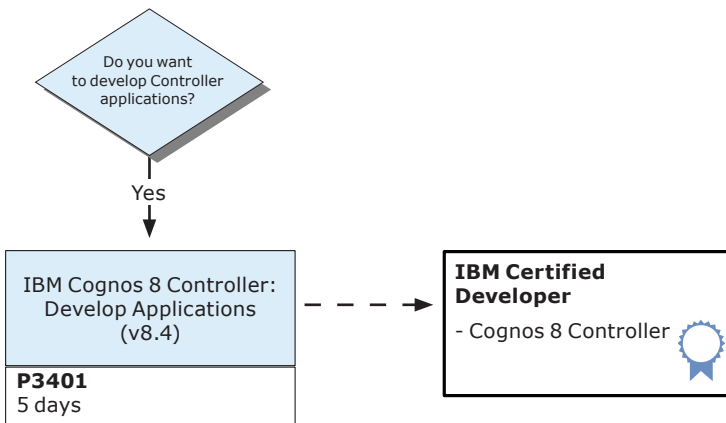 Do you want
to develop Controller
applications?
Yes
IBM Cognos 8 Controller:
Develop Applications
(v8.4)
P3401
5 days
IBM Certified
Developer
- Cognos 8 Controller